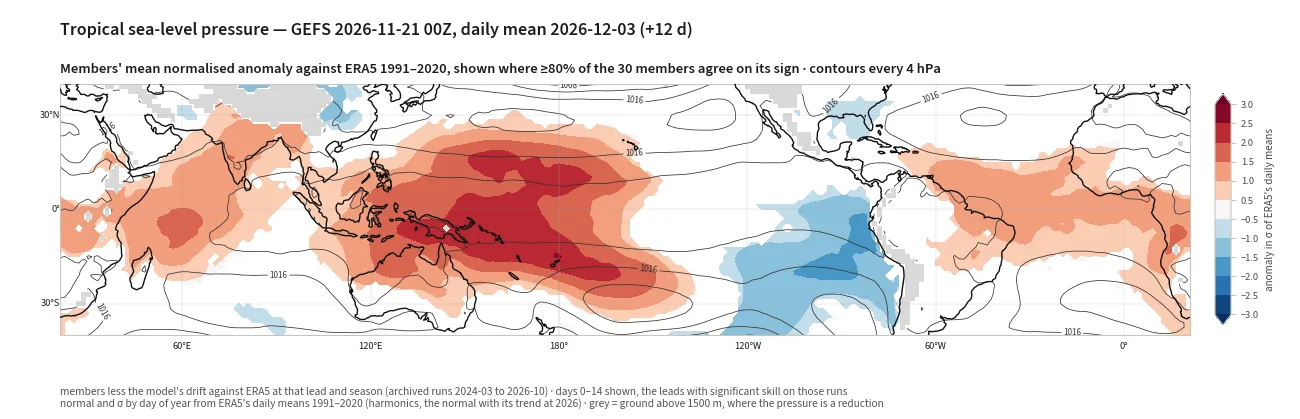 Tropical sea-level pressure — GEFS 2026-11-21 00Z, daily mean 2026-12-03 (+12 d)
Members' mean normalised anomaly against ERA5 1991–2020, shown where ≥80% of the 30 members agree on its sign · contours every 4 hPa
30°N
0°
30°S
60°E
120°E
180°
120°W
60°W
0°
1008
1016
1016
1016
1016
1016
1016
1016
1016
1016
3.0
2.5
2.0
1.5
1.0
0.5
−0.5
−1.0
−1.5
−2.0
−2.5
−3.0
anomaly in σ of ERA5's daily means
members less the model's drift against ERA5 at that lead and season (archived runs 2024-03 to 2026-10) · days 0–14 shown, the leads with significant skill on those runs
normal and σ by day of year from ERA5's daily means 1991–2020 (harmonics, the normal with its trend at 2026) · grey = ground above 1500 m, where the pressure is a reduction